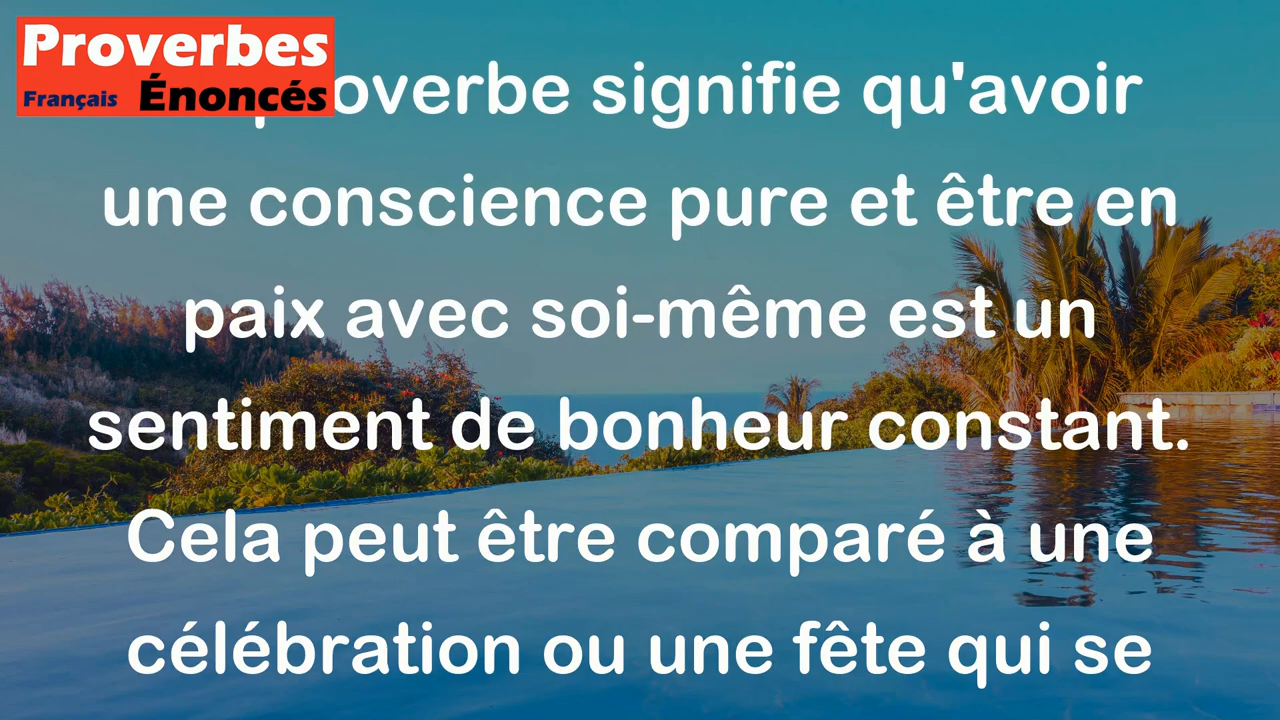 Proverbes
Français Énoncés
proverbe signifie qu'avoir
une conscience pure et être en
paix avec soi-même est un
sentiment de bonheur constant.
Cela peut être comparé à une
célébration ou une fête qui se